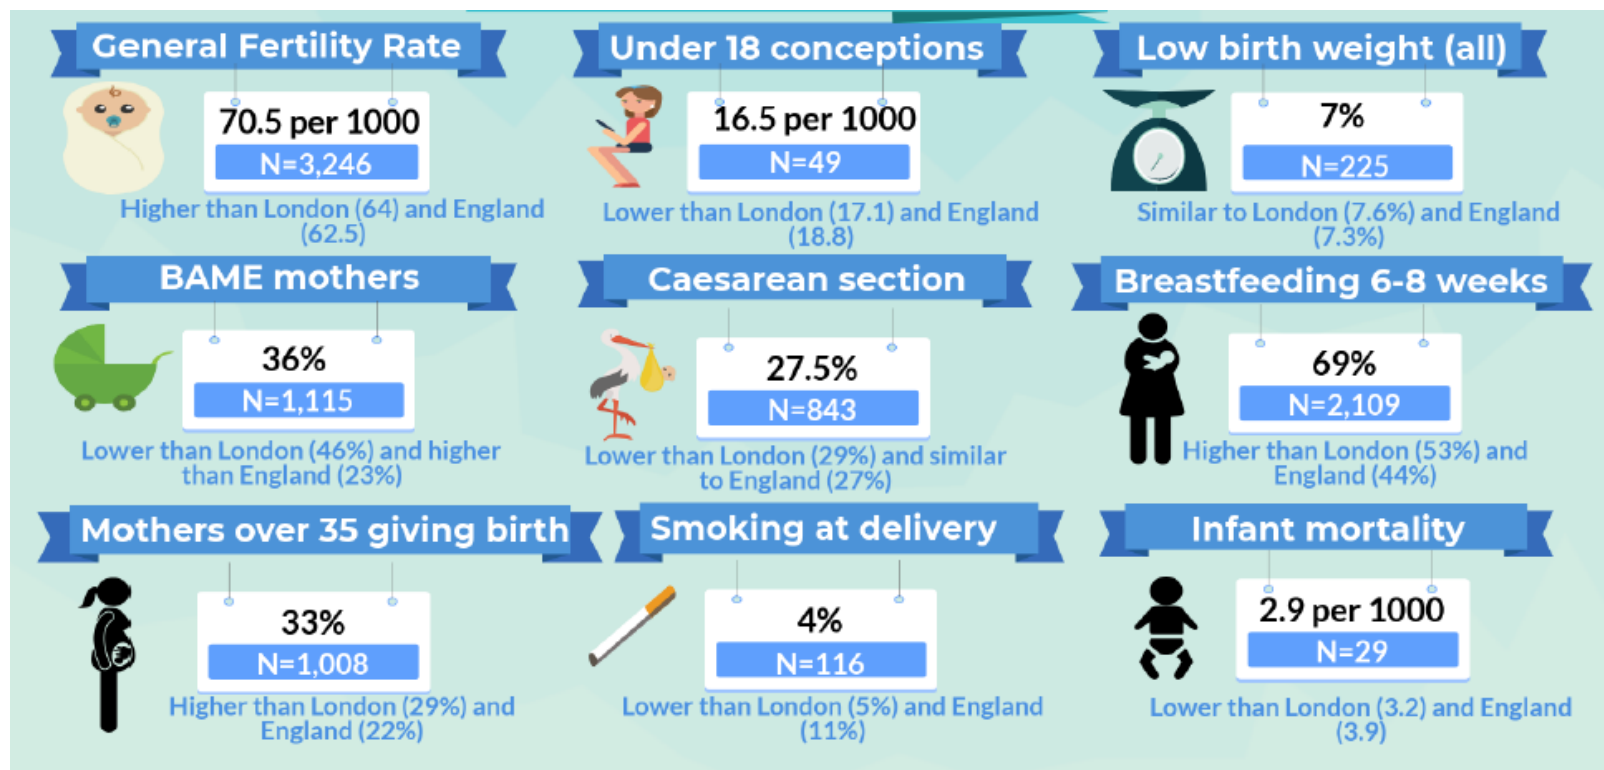 General Fertility Rate
70.5 per 1000
N=3,246
Higher than London (64) and England
(62.5)
Under 18 conceptions
16.5 per 1000
N=49
Lower than London (17.1) and England
(18.8)
Low birth weight (all)
7%
N=225
Similar to London (7.6%) and England
(7.3%)
BAME mothers
36%
N=1,115
Lower than London (46%) and higher
than England (23%)
Caesarean section
27.5%
N=843
Lower than London (29%) and similar
to England (27%)
Breastfeeding 6-8 weeks
69%
N=2,109
Higher than London (53%) and
England (44%)
Mothers over 35 giving birth
33%
N=1,008
Higher than London (29%) and
England (22%)
Smoking at delivery
4%
N=116
Lower than London (5%) and England
(11%)
Infant mortality
2.9 per 1000
N=29
Lower than London (3.2) and England
(3.9)